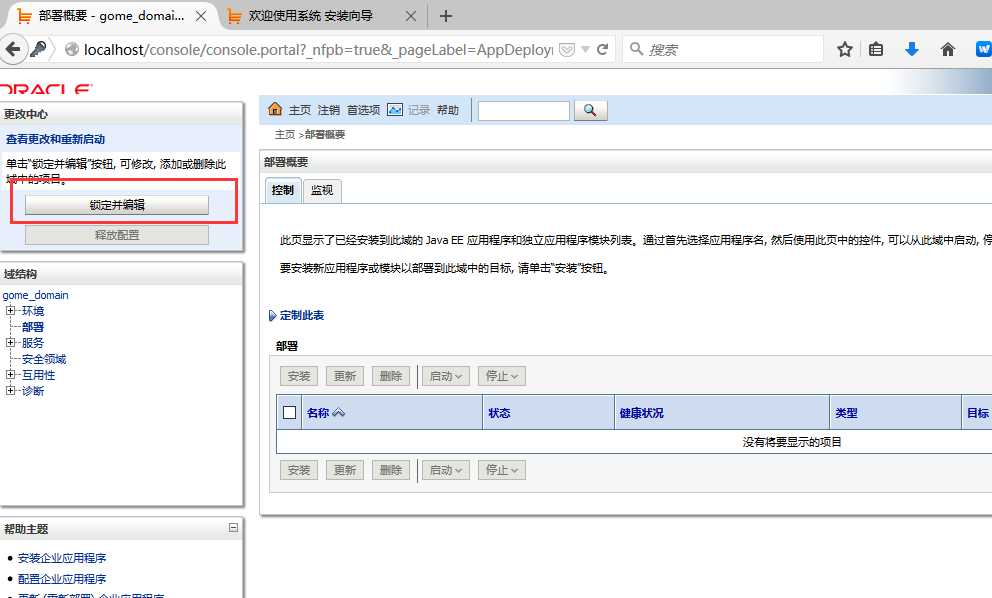 部署概要 - gome_domai...
欢迎使用系统 安装向导
localhost/console/console.portal?_nfpb=true&_pageLabel=AppDeploy
搜索
ORACLE
更改中心
查看更改和重新启动
单击“锁定并编辑”按钮, 可修改, 添加或删除此
域中的项目。
锁定并编辑
释放配置
域结构
gome_domain
环境
部署
服务
安全领域
互用性
诊断
帮助主题
安装企业应用程序
配置企业应用程序
更新 (重新部署) 企业应用程序
主页 注销 首选项 记录 帮助
主页 >部署概要
部署概要
控制 监视
此页显示了已经安装到此域的 Java EE 应用程序和独立应用程序模块列表。通过首先选择应用程序名, 然后使用此页中的控件, 可以从此域中启动, 停
要安装新应用程序或模块以部署到此域中的目标, 请单击“安装”按钮。
定制此表
部署
安装 更新 删除 启动 停止
名称 状态 健康状况 类型 目标
没有将要显示的项目
安装 更新 删除 启动 停止